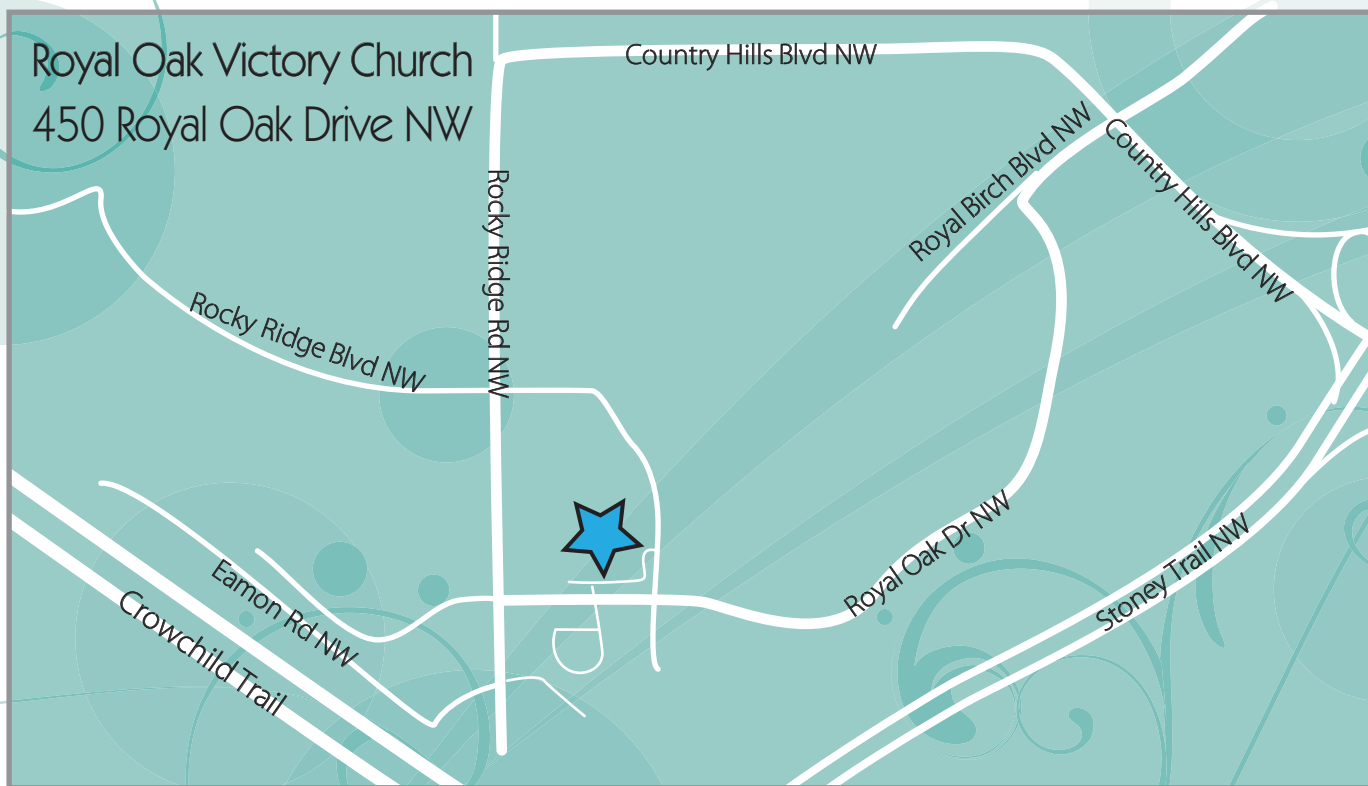 Royal Oak Victory Church
450 Royal Oak Drive NW
Country Hills Blvd NW
Royal Birch Blvd NW
Country Hills Blvd NW
Rocky Ridge Rd NW
Rocky Ridge Blvd NW
Royal Oak Dr NW
Stoney Trail NW
Eamon Rd NW
Crowchild Trail